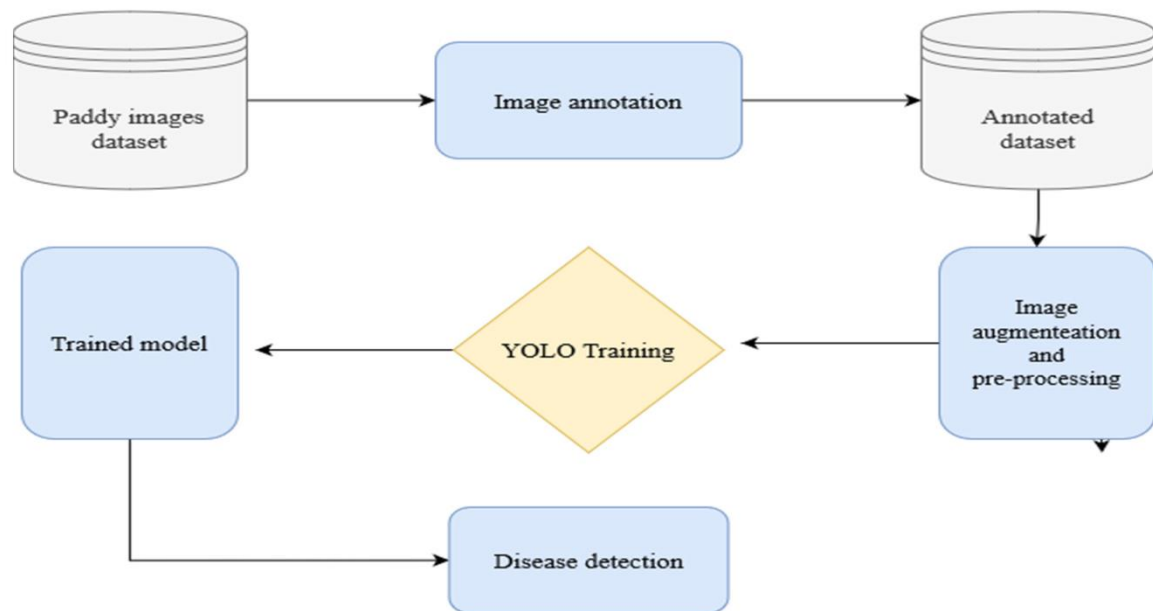 Paddy images
dataset
Image annotation
Annotated
dataset
Trained model
YOLO Training
Image
augmenteation
and
pre-processing
Disease detection